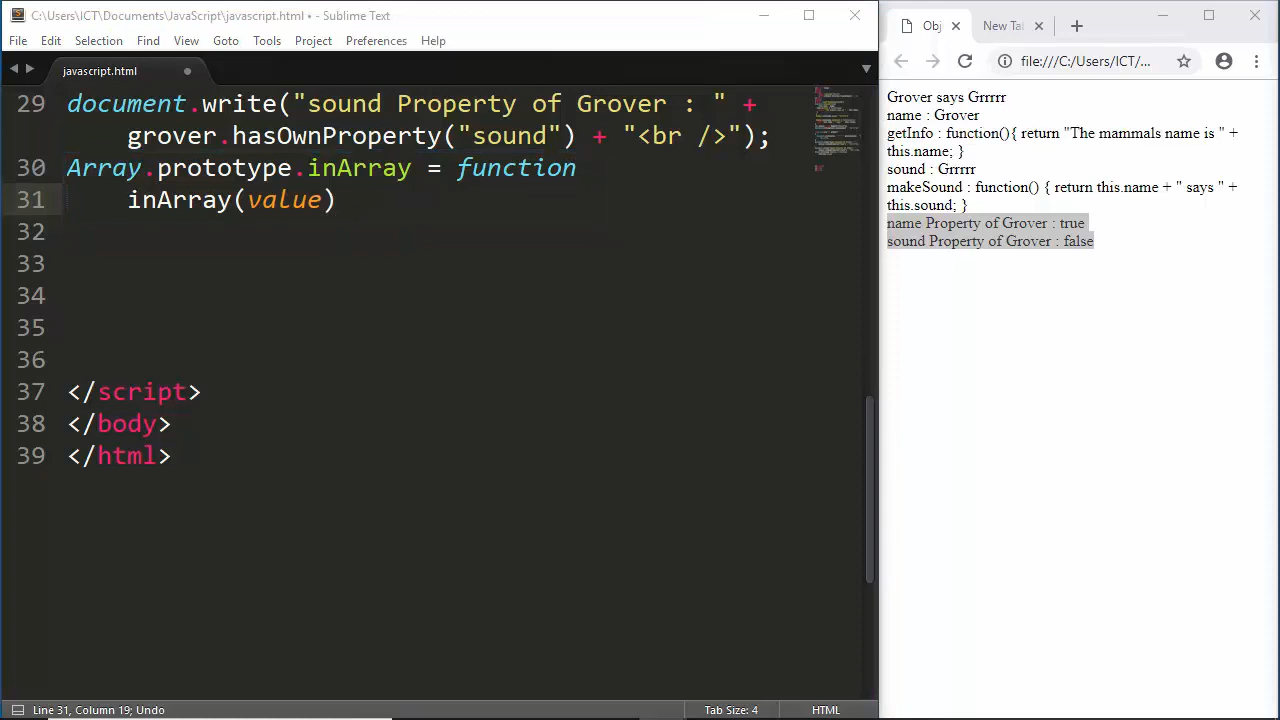 C:\Users\ICT\Documents\JavaScript\javascript.html • - Sublime Text
File Edit Selection Find View Goto Tools Project Preferences Help
javascript.html
29 document.write("sound Property of Grover : " +
grover.hasOwnProperty("sound") + "<br />");
30 Array.prototype.inArray = function
31 inArray(value)
32
33
34
35
36
37 </script>
38 </body>
39 </html>
Line 31, Column 19; Undo
Tab Size: 4
HTML
Obj
New Tal
file:///C:/Users/ICT/...
Grover says Grrrrr
name : Grover
getInfo : function() { return "The mammals name is " +
this.name; }
sound : Grrrrr
makeSound : function() { return this.name + " says " +
this.sound; }
name Property of Grover : true
sound Property of Grover : false